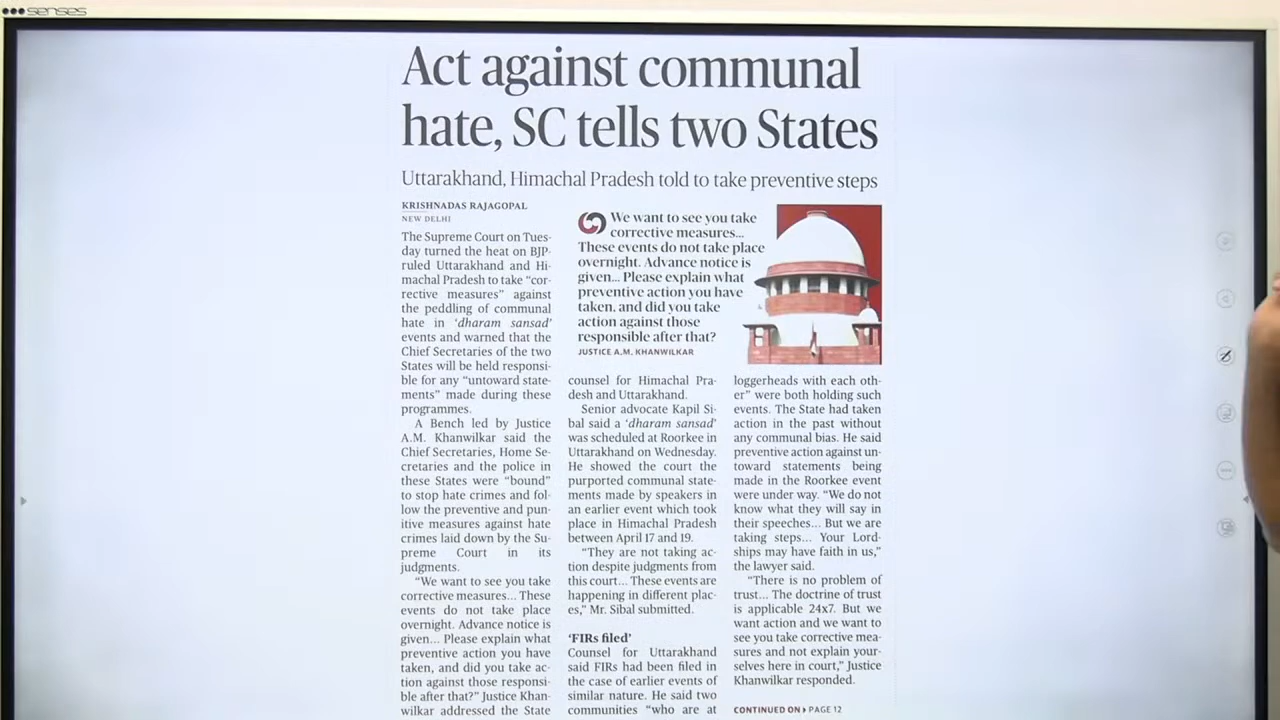 senses
Act against communal
hate, SC tells two States
Uttarakhand, Himachal Pradesh told to take preventive steps
KRISHNADAS RAJAGOPAL
NEW DELHI
The Supreme Court on Tues-
day turned the heat on BJP-
ruled Uttarakhand and Hi-
machal Pradesh to take “cor-
rective measures” against
the peddling of communal
hate in ‘dharam sansad’
events and warned that the
Chief Secretaries of the two
States will be held responsi-
ble for any “untoward state-
ments” made during these
programmes.
A Bench led by Justice
A.M. Khanwilkar said the
Chief Secretaries, Home Se-
cretaries and the police in
these States were “bound”
to stop hate crimes and fol-
low the preventive and pun-
itive measures against hate
crimes laid down by the Su-
preme Court in its
judgments.
“We want to see you take
corrective measures... These
events do not take place
overnight. Advance notice is
given... Please explain what
preventive action you have
taken, and did you take ac-
tion against those responsi-
ble after that?” Justice Khan-
wilkar addressed the State
We want to see you take
corrective measures...
These events do not take place
overnight. Advance notice is
given... Please explain what
preventive action you have
taken, and did you take
action against those
responsible after that?
JUSTICE A.M. KHANWILKAR
counsel for Himachal Pra-
desh and Uttarakhand.
Senior advocate Kapil Si-
bal said a ‘dharam sansad’
was scheduled at Roorkee in
Uttarakhand on Wednesday.
He showed the court the
purported communal state-
ments made by speakers in
an earlier event which took
place in Himachal Pradesh
between April 17 and 19.
“They are not taking ac-
tion despite judgments from
this court... These events are
happening in different plac-
es,” Mr. Sibal submitted.
‘FIRs filed’
Counsel for Uttarakhand
said FIRs had been filed in
the case of earlier events of
similar nature. He said two
communities “who are at
loggerheads with each oth-
er” were both holding such
events. The State had taken
action in the past without
any communal bias. He said
preventive action against un-
toward statements being
made in the Roorkee event
were under way. “We do not
know what they will say in
their speeches... But we are
taking steps... Your Lord-
ships may have faith in us,”
the lawyer said.
“There is no problem of
trust... The doctrine of trust
is applicable 24x7. But we
want action and we want to
see you take corrective mea-
sures and not explain your-
selves here in court,” Justice
Khanwilkar responded.
CONTINUED ON PAGE 12